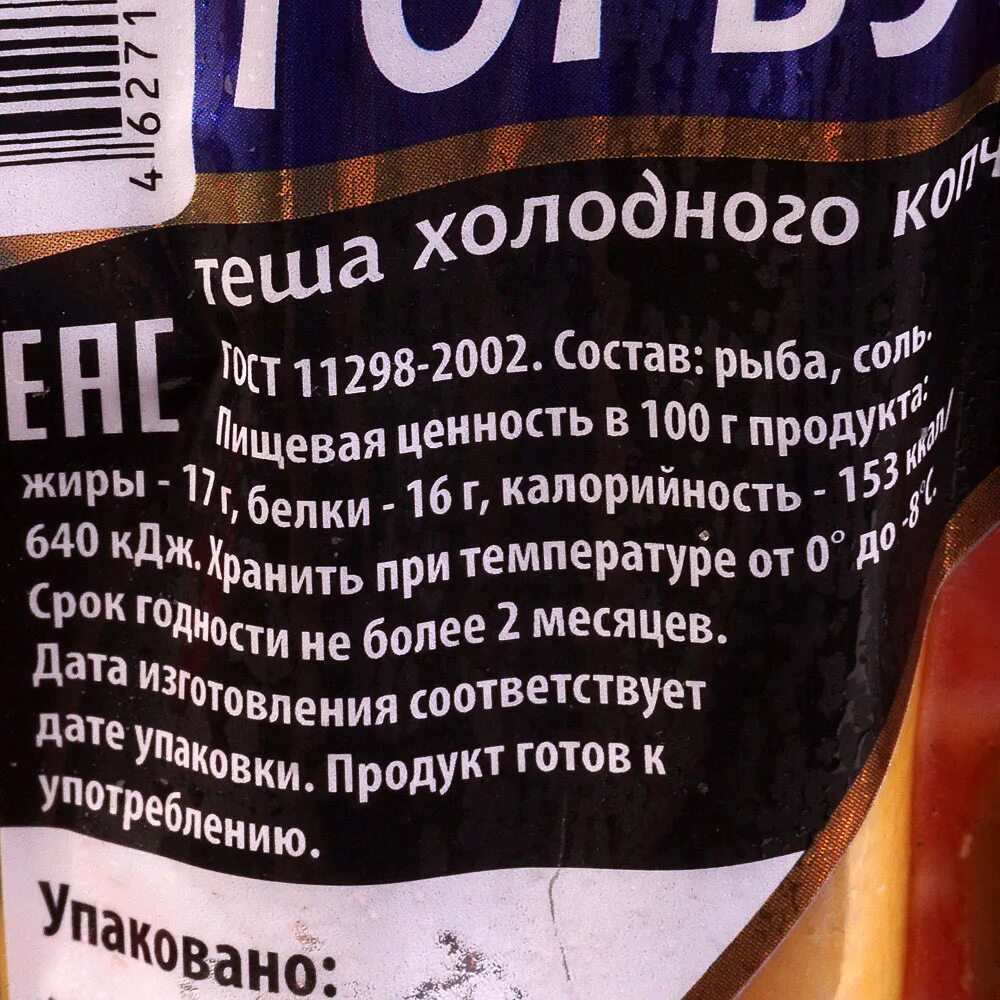 ГОРБУ
4 6271
теша холодного копч
ЕАС
ГОСТ 11298-2002. Состав: рыба, соль.
Пищевая ценность в 100 г продукта:
жиры - 17 г, белки - 16 г, калорийность - 153 ккал/
640 кДж. Хранить при температуре от 0° до -8°С.
Срок годности не более 2 месяцев.
Дата изготовления соответствует
дате упаковки. Продукт готов к
употреблению.
Упаковано: